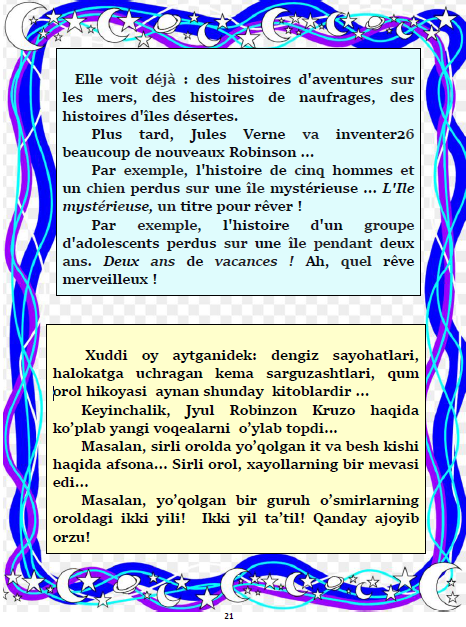 Elle voit déjà : des histoires d'aventures sur
les mers, des histoires de naufrages, des
histoires d'îles désertes.
Plus tard, Jules Verne va inventer26
beaucoup de nouveaux Robinson ...
Par exemple, l'histoire de cinq hommes et
un chien perdus sur une île mystérieuse ... L'Ile
mystérieuse, un titre pour rêver !
Par exemple, l'histoire d'un groupe
d'adolescents perdus sur une île pendant deux
ans. Deux ans de vacances ! Ah, quel rêve
merveilleux !
Xuddi oy aytganidek: dengiz sayohatlari,
halokatga uchragan kema sarguzashtlari, qum
orol hikoyasi aynan shunday kitoblardir ...
Keyinchalik, Jyul Robinzon Kruzo haqida
ko’plab yangi voqealarni o’ylab topdi...
Masalan, sirli orolda yo’qolgan it va besh kishi
haqida afsona... Sirli orol, xayollarning bir mevasi
edi...
Masalan, yo’qolgan bir guruh o’smirlarning
oroldagi ikki yili! Ikki yil ta’til! Qanday ajoyib
orzu!
21